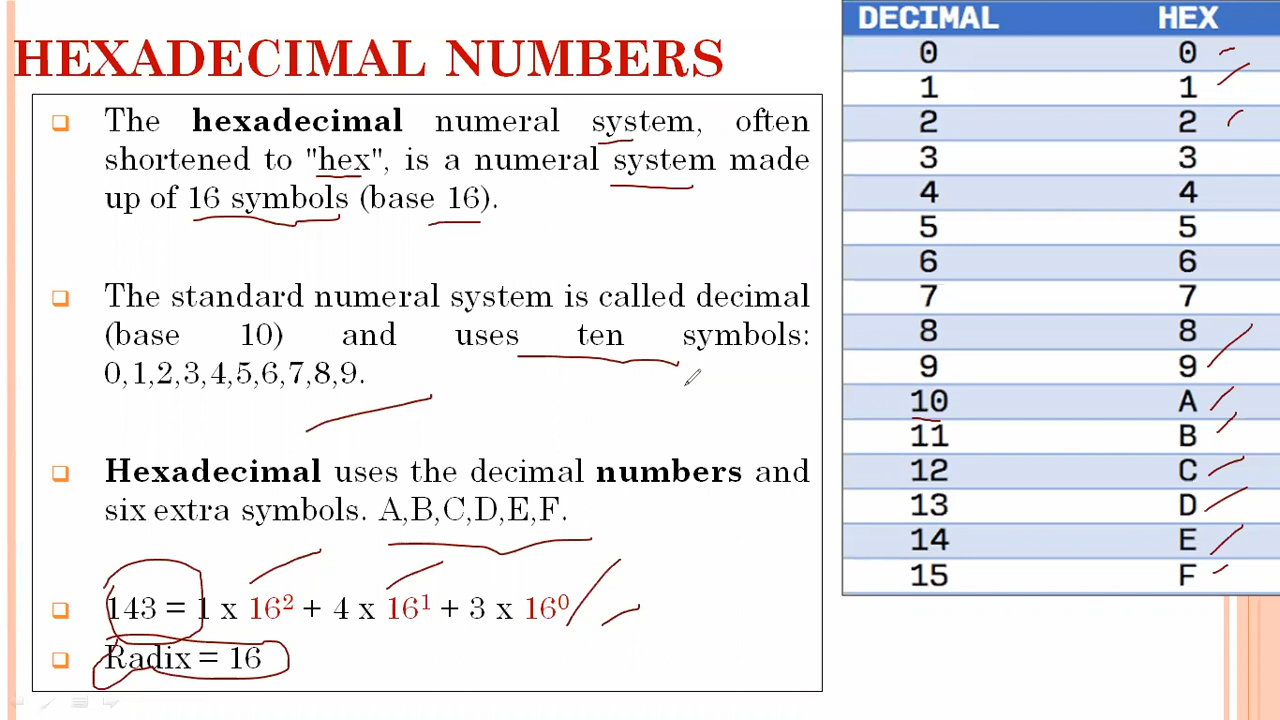 HEXADECIMAL NUMBERS
The hexadecimal numeral system, often
shortened to "hex", is a numeral system made
up of 16 symbols (base 16).
The standard numeral system is called decimal
(base 10) and uses ten symbols:
0,1,2,3,4,5,6,7,8,9.
Hexadecimal uses the decimal numbers and
six extra symbols. A,B,C,D,E,F.
143 = 1 x 16² + 4 x 16¹ + 3 x 16⁰
Radix = 16
DECIMAL HEX
0 0
1 1
2 2
3 3
4 4
5 5
6 6
7 7
8 8
9 9
10 A
11 B
12 C
13 D
14 E
15 F